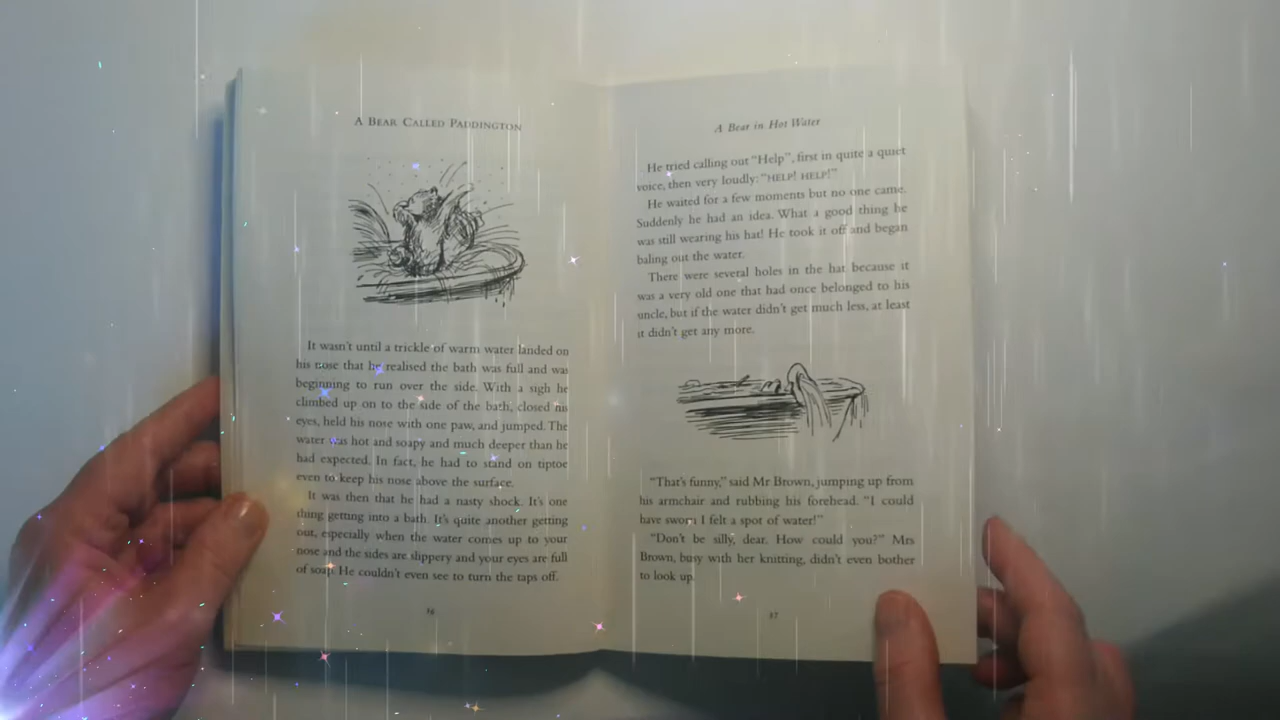 A BEAR CALLED PADDINGTON
It wasn't until a trickle of warm water landed on
his nose that he realised the bath was full and was
beginning to run over the side. With a sigh he
climbed up on to the side of the bath, closed his
eyes, held his nose with one paw, and jumped. The
water was hot and soapy and much deeper than he
had expected. In fact, he had to stand on tiptoe
even to keep his nose above the surface.
It was then that he had a nasty shock. It's one
thing getting into a bath. It's quite another getting
out, especially when the water comes up to your
nose and the sides are slippery and your eyes are full
of soap. He couldn't even see to turn the taps off.
A Bear in Hot Water
He tried calling out "Help", first in quite a quiet
voice, then very loudly: "HELP! HELP!"
He waited for a few moments but no one came.
Suddenly he had an idea. What a good thing he
was still wearing his hat! He took it off and began
baling out the water.
There were several holes in the hat because it
was a very old one that had once belonged to his
uncle, but if the water didn't get much less, at least
it didn't get any more.
"That's funny," said Mr Brown, jumping up from
his armchair and rubbing his forehead. "I could
have sworn I felt a spot of water!"
"Don't be silly, dear. How could you?" Mrs
Brown, busy with her knitting, didn't even bother
to look up.